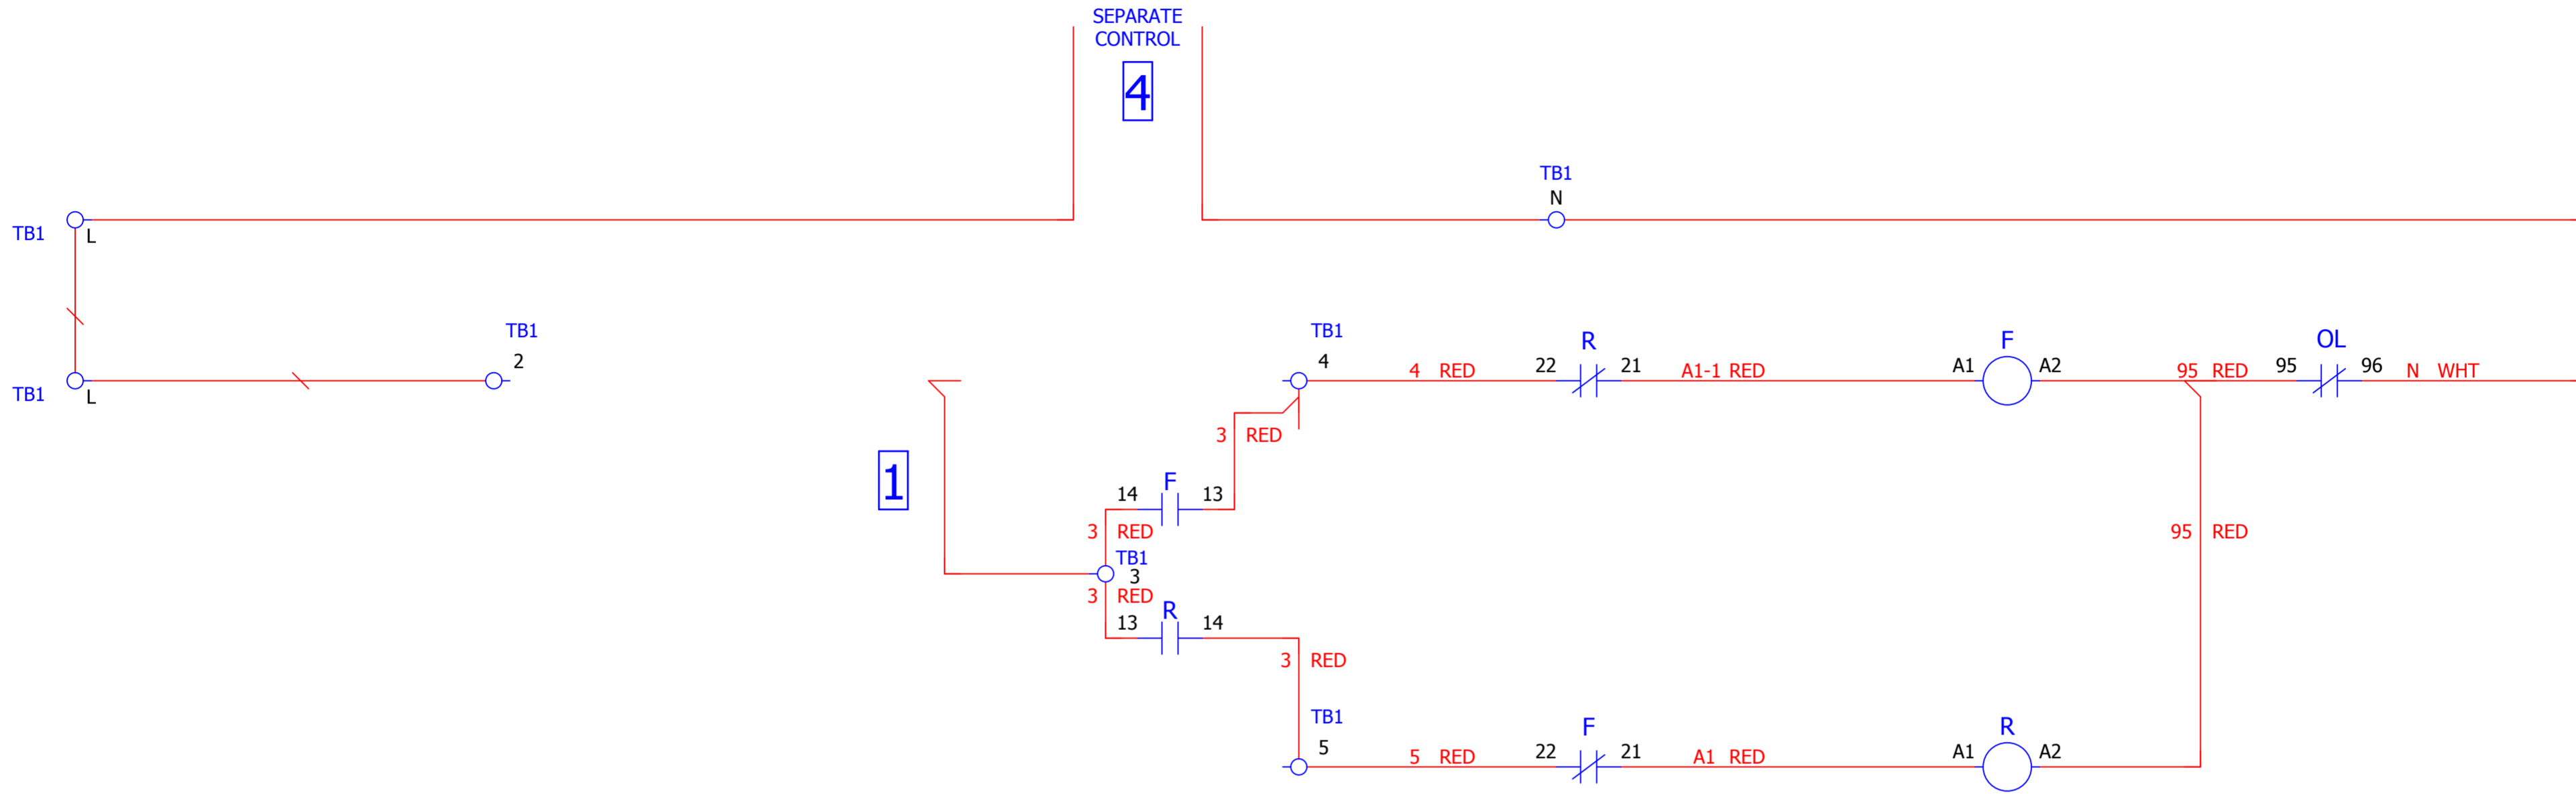 SEPARATE
CONTROL
4
TB1
N
TB1
L
TB1
2
TB1
4
4 RED
22
R
21
A1-1 RED
A1
F
A2
95 RED
95
OL
96
N WHT
TB1
L
3 RED
1
14
F
13
3 RED
95 RED
TB1
3
3 RED
13
R
14
3 RED
TB1
5
5 RED
22
F
21
A1 RED
A1
R
A2